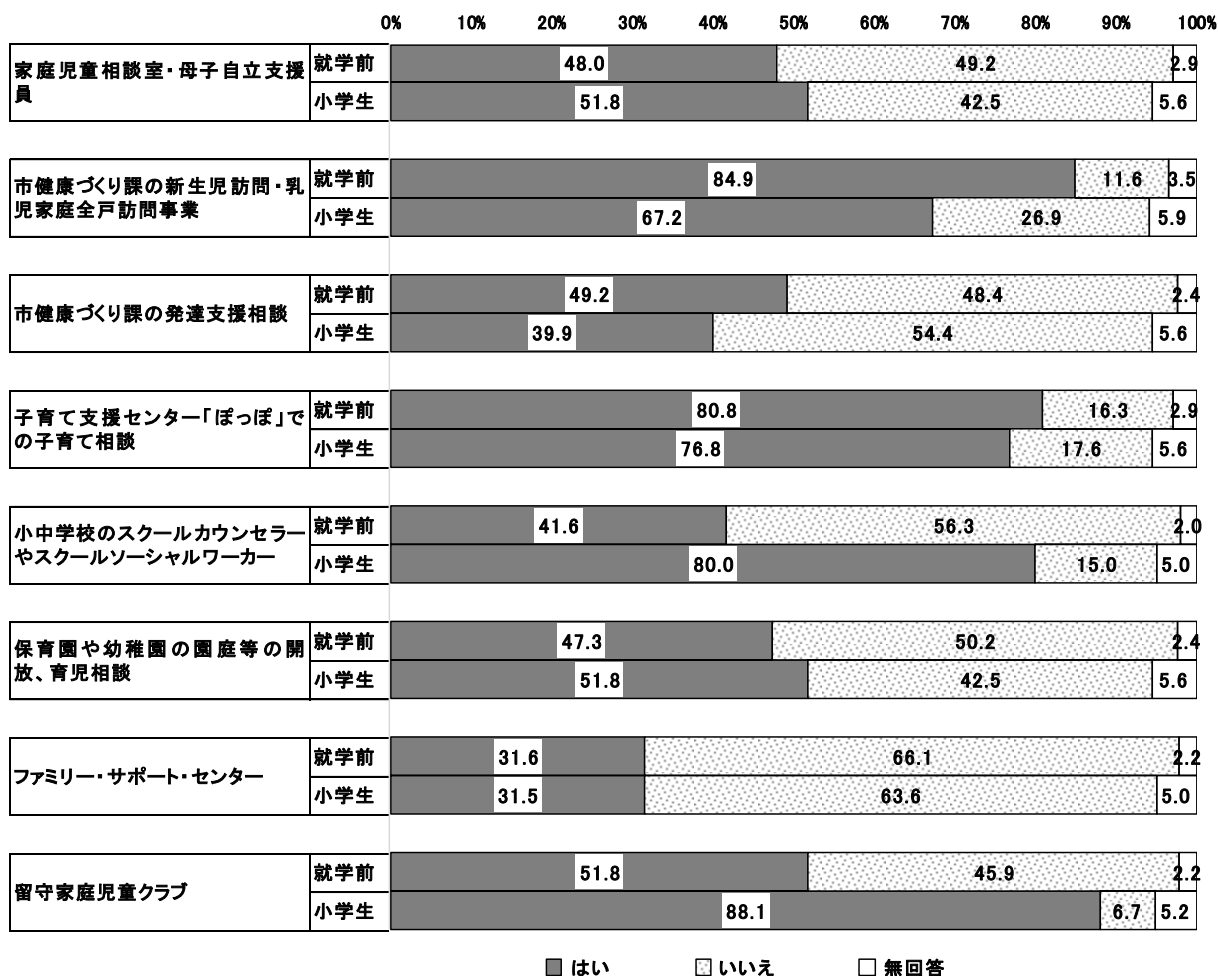 0% 10% 20% 30% 40% 50% 60% 70% 80% 90% 100%
家庭児童相談室・母子自立支援
員
就学前 48.0 49.2 2.9
小学生 51.8 42.5 5.6
市健康づくり課の新生児訪問・乳
児家庭全戸訪問事業
就学前 84.9 11.6 3.5
小学生 67.2 26.9 5.9
市健康づくり課の発達支援相談
就学前 49.2 48.4 2.4
小学生 39.9 54.4 5.6
子育て支援センター「ぽっぽ」で
の子育て相談
就学前 80.8 16.3 2.9
小学生 76.8 17.6 5.6
小中学校のスクールカウンセラー
やスクールソーシャルワーカー
就学前 41.6 56.3 2.0
小学生 80.0 15.0 5.0
保育園や幼稚園の園庭等の開
放、育児相談
就学前 47.3 50.2 2.4
小学生 51.8 42.5 5.6
ファミリー・サポート・センター
就学前 31.6 66.1 2.2
小学生 31.5 63.6 5.0
留守家庭児童クラブ
就学前 51.8 45.9 2.2
小学生 88.1 6.7 5.2
はい いいえ 無回答